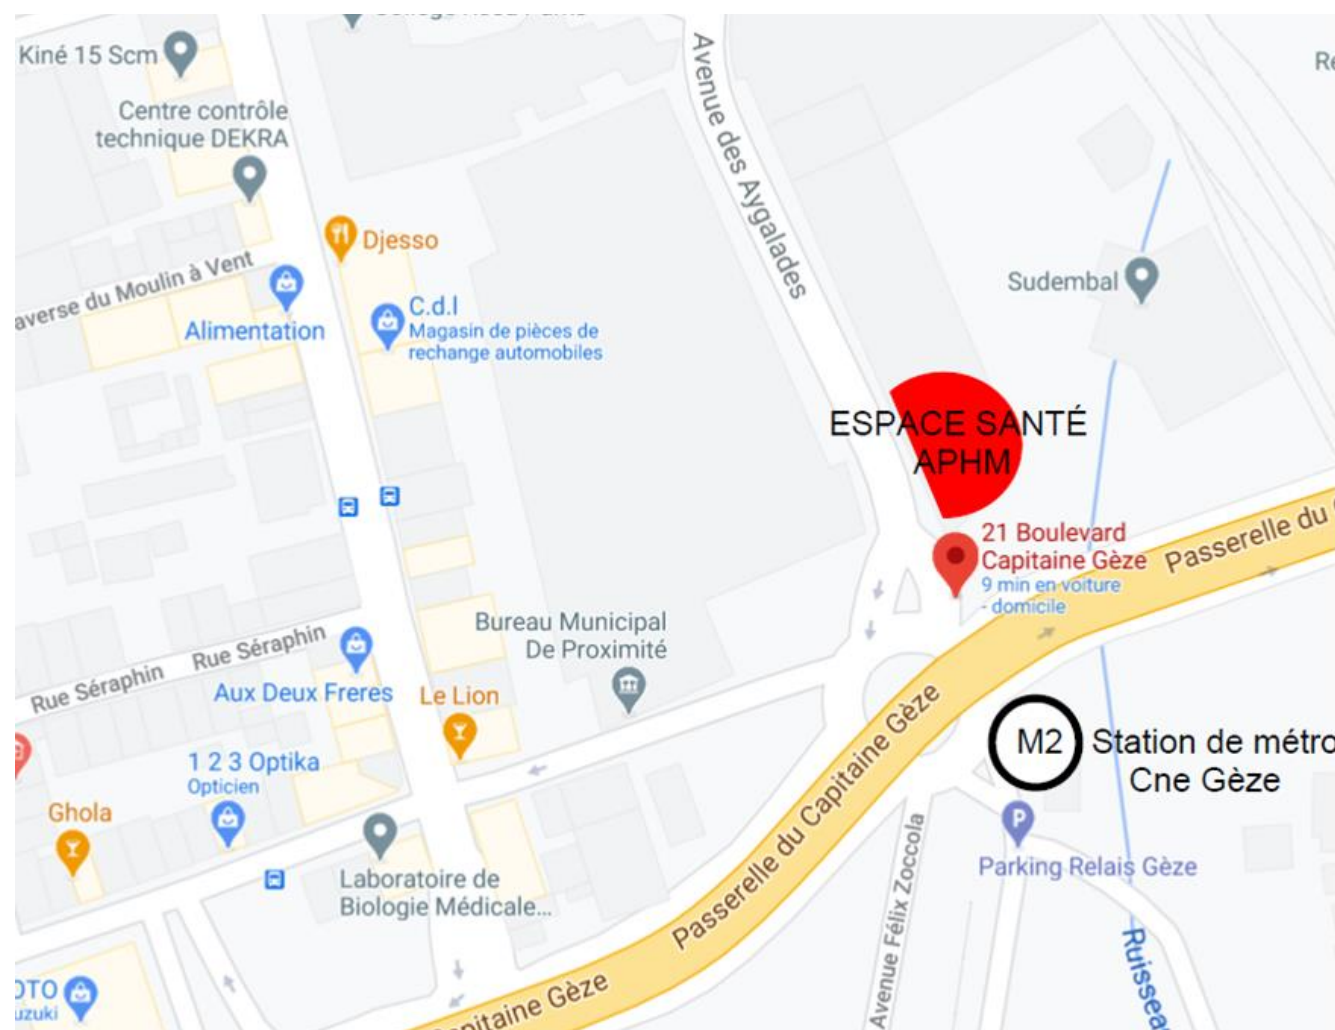 Kiné 15 Scm
Centre contrôle
technique DEKRA
Avenue des Aygalades
Djesso
averse du Moulin à Vent
Alimentation
C.d.I
Magasin de pièces de
rechange automobiles
Sudembal
ESPACE SANTÉ
APHM
21 Boulevard
Capitaine Gèze
9 min en voiture
- domicile
Passerelle du
Bureau Municipal
De Proximité
Rue Séraphin
Rue Séraphin
Aux Deux Freres
Le Lion
1 2 3 Optika
Opticien
Ghola
M2
Station de métro
Cne Gèze
P
Parking Relais Gèze
Passerelle du Capitaine Gèze
Avenue Félix Zoccola
Laboratoire de
Biologie Médicale...
Ruissea
OTO
uzuki
apitaine Gèze